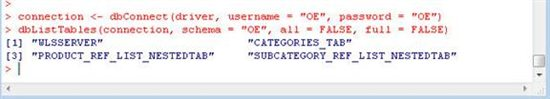 > connection <- dbConnect(driver, username = "OE", password = "OE")
> dbListTables(connection, schema = "OE", all = FALSE, full = FALSE)
[1] "WLSSERVER" "CATEGORIES_TAB"
[3] "PRODUCT_REF_LIST_NESTEDTAB" "SUBCATEGORY_REF_LIST_NESTEDTAB"
>